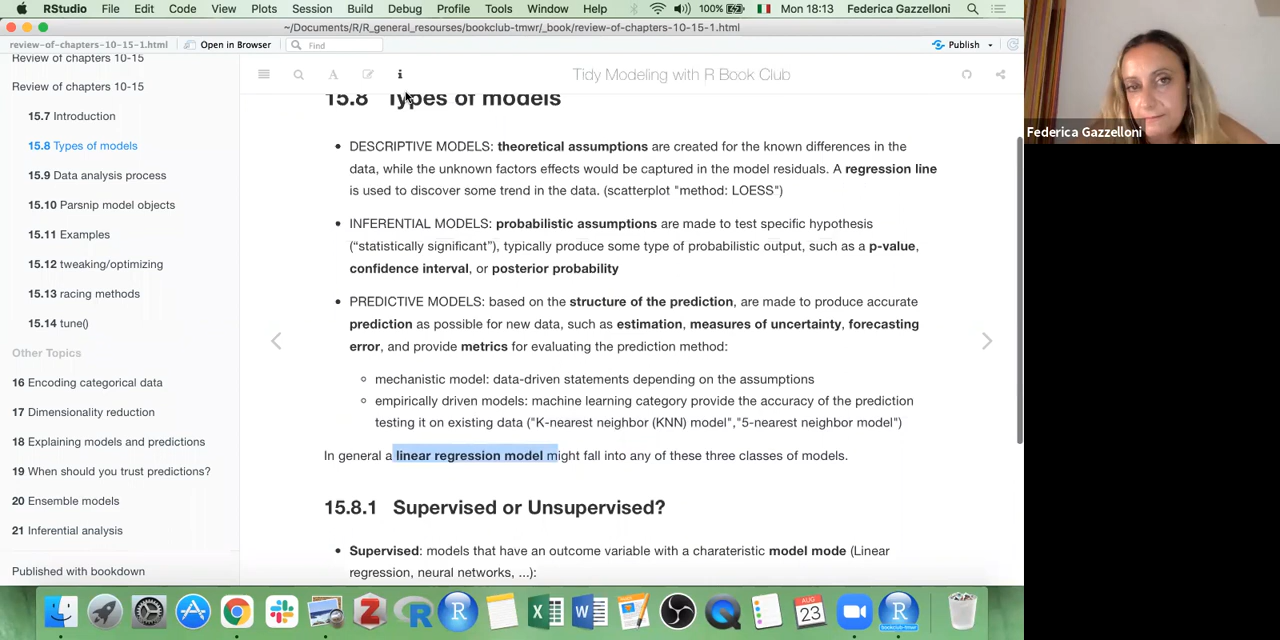 RStudio File Edit Code View Plots Session Build Debug Profile Tools Window Help 100% Mon 18:13 Federica Gazzelloni
~/Documents/R/R_general_resourses/bookclub-tmwr/_book/review-of-chapters-10-15-1.html
review-of-chapters-10-15-1.html Open in Browser Find Publish
Review of chapters 10-15
Review of chapters 10-15
15.7 Introduction
15.8 Types of models
15.9 Data analysis process
15.10 Parsnip model objects
15.11 Examples
15.12 tweaking/optimizing
15.13 racing methods
15.14 tune()
Other Topics
16 Encoding categorical data
17 Dimensionality reduction
18 Explaining models and predictions
19 When should you trust predictions?
20 Ensemble models
21 Inferential analysis
Published with bookdown
A i Tidy Modeling with R Book Club
15.8 Types of models
• DESCRIPTIVE MODELS: theoretical assumptions are created for the known differences in the
data, while the unknown factors effects would be captured in the model residuals. A regression line
is used to discover some trend in the data. (scatterplot "method: LOESS")
• INFERENTIAL MODELS: probabilistic assumptions are made to test specific hypothesis
(“statistically significant”), typically produce some type of probabilistic output, such as a p-value,
confidence interval, or posterior probability
• PREDICTIVE MODELS: based on the structure of the prediction, are made to produce accurate
prediction as possible for new data, such as estimation, measures of uncertainty, forecasting
error, and provide metrics for evaluating the prediction method:
◦ mechanistic model: data-driven statements depending on the assumptions
◦ empirically driven models: machine learning category provide the accuracy of the prediction
testing it on existing data ("K-nearest neighbor (KNN) model","5-nearest neighbor model")
In general a linear regression model might fall into any of these three classes of models.
15.8.1 Supervised or Unsupervised?
• Supervised: models that have an outcome variable with a charateristic model mode (Linear
regression, neural networks, ...):
Federica Gazzelloni
AUG
23
bookclub-tmwr